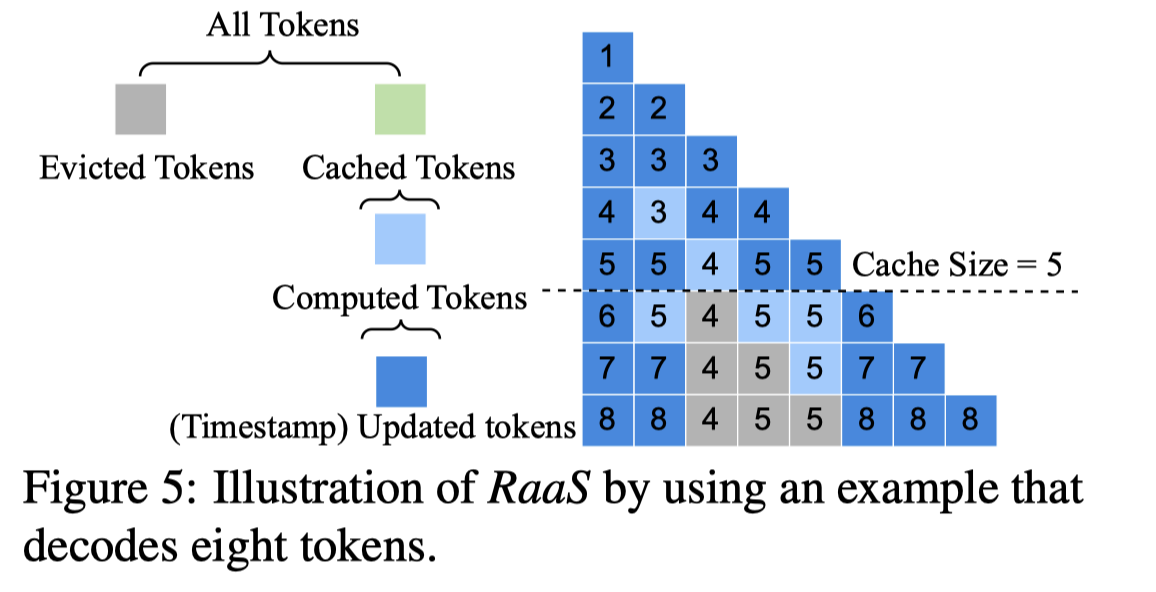 All Tokens
Evicted Tokens
Cached Tokens
Computed Tokens
(Timestamp) Updated tokens
1
2 2
3 3 3
4 3 4 4
5 5 4 5 5 Cache Size = 5
6 5 4 5 5 6
7 7 4 5 5 7 7
8 8 4 5 5 8 8 8
Figure 5: Illustration of RaaS by using an example that
decodes eight tokens.